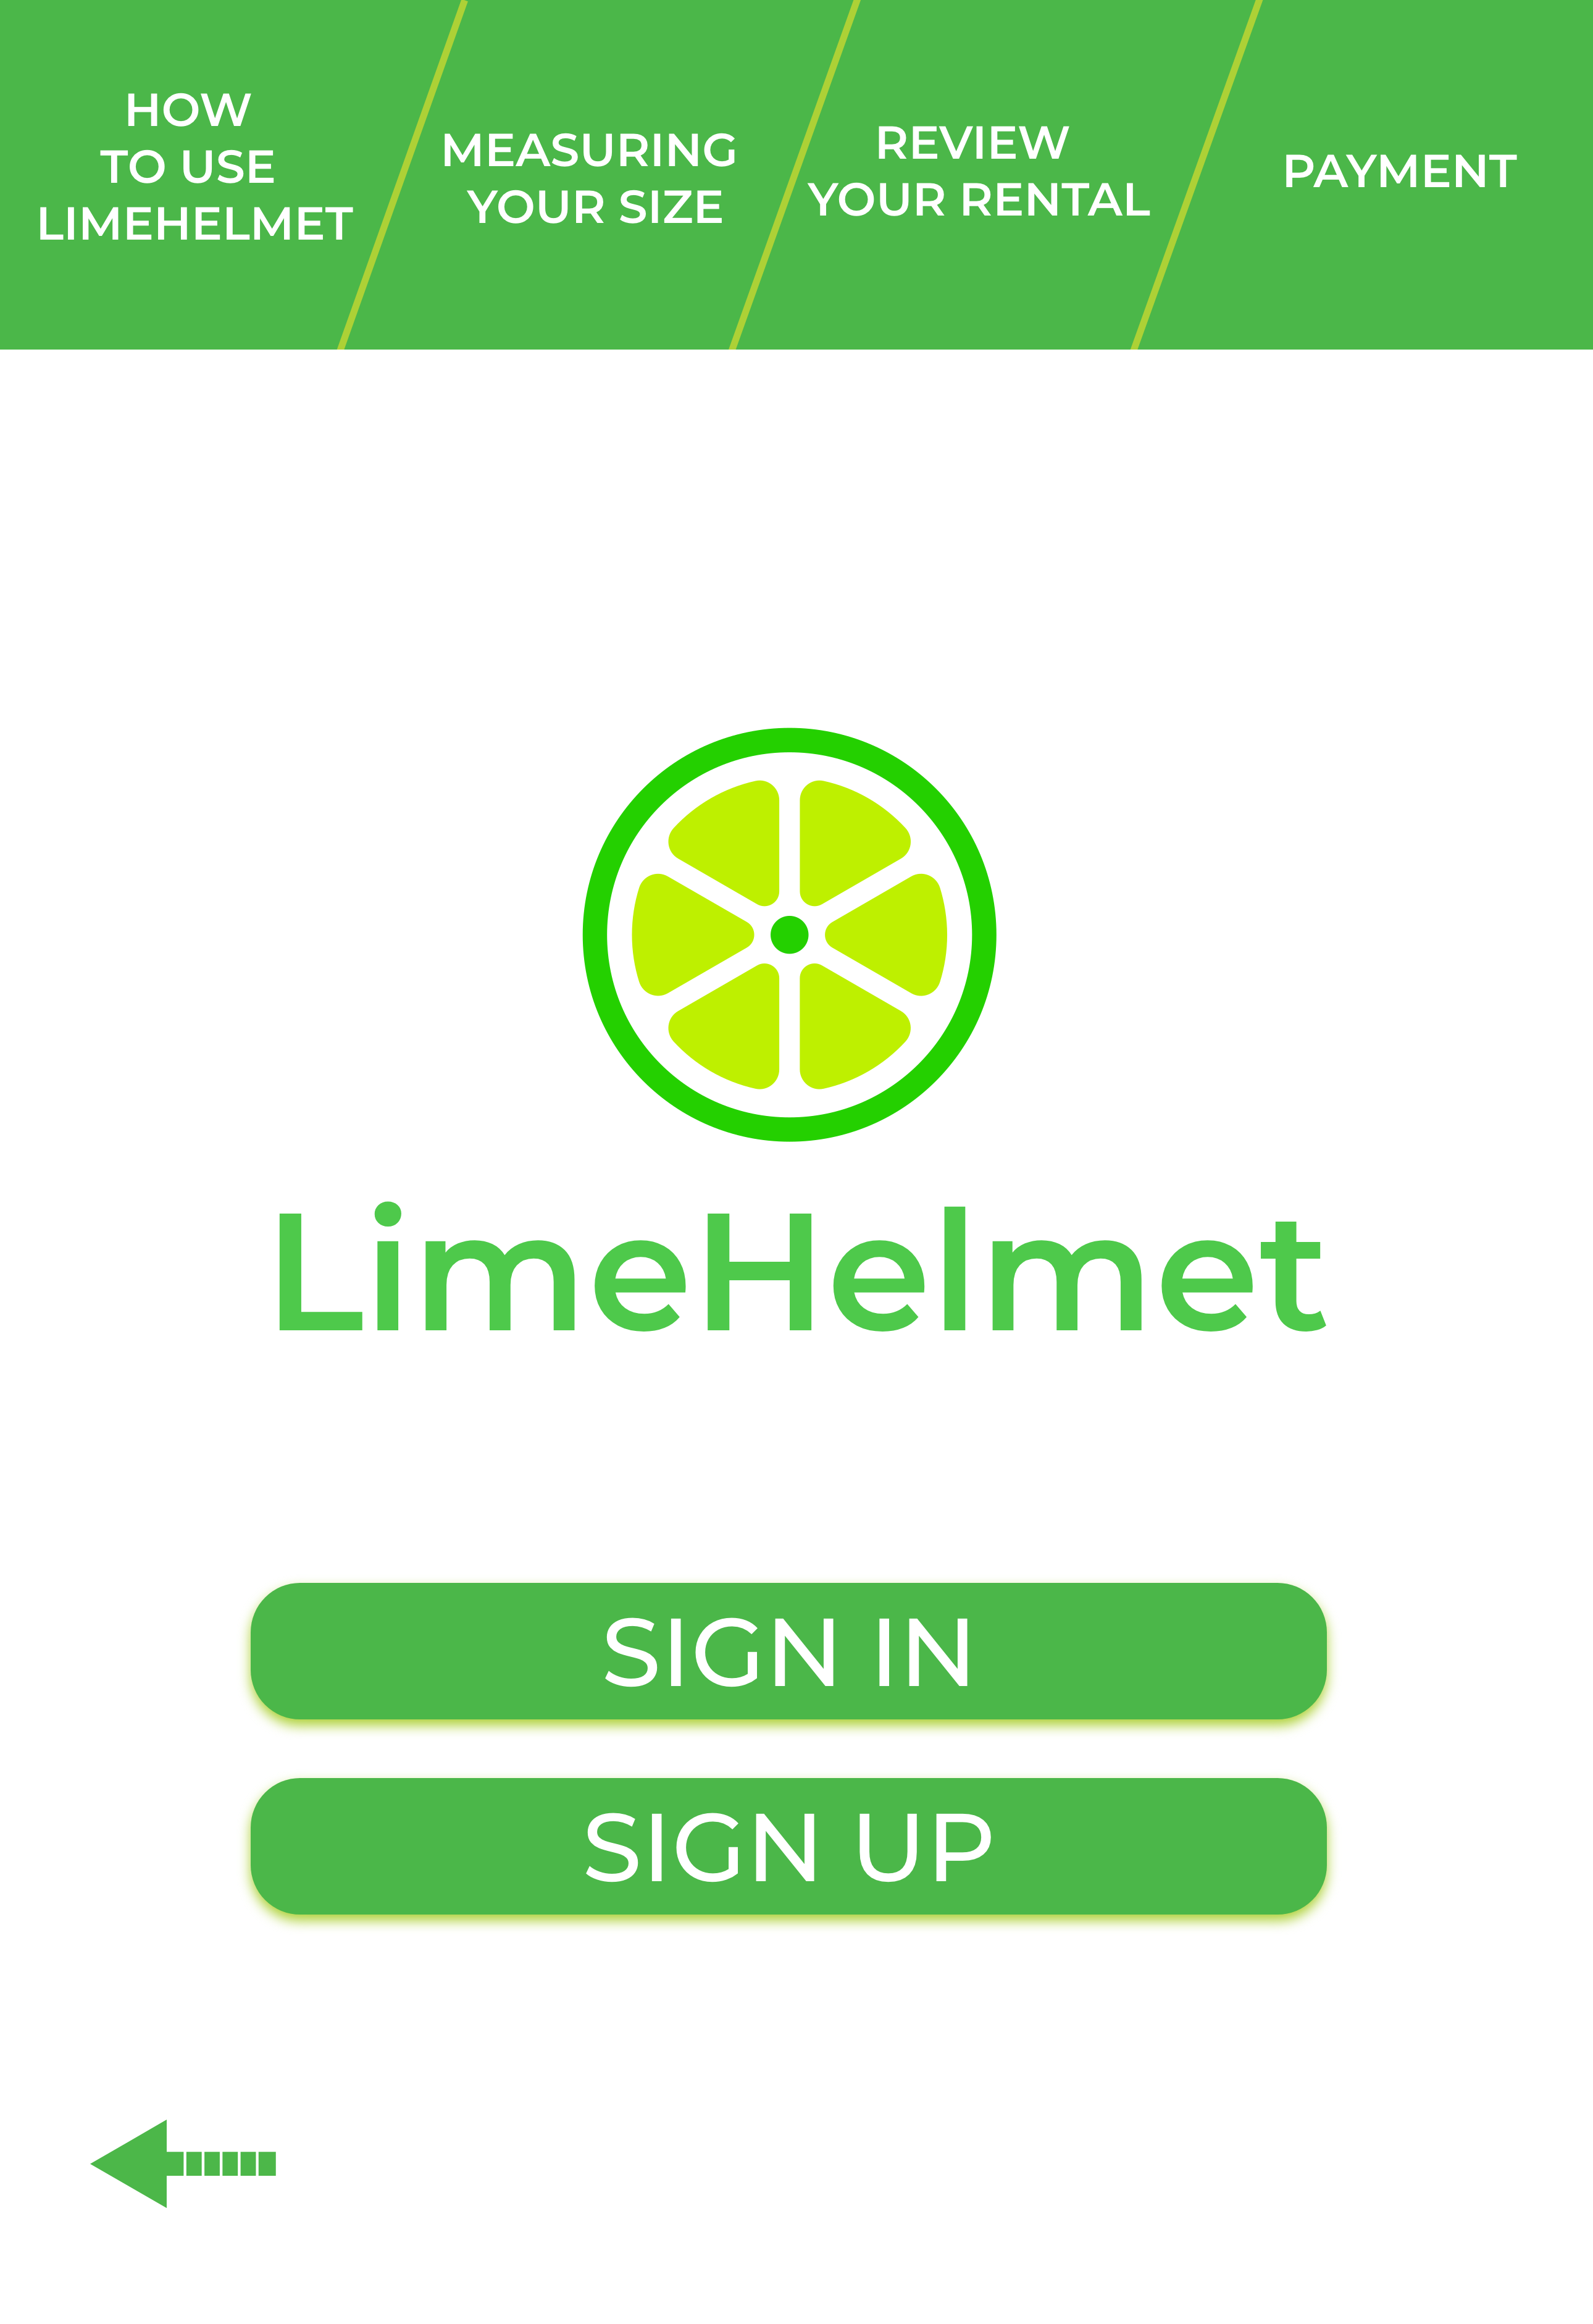 HOW
TO USE
LIMEHELMET
MEASURING
YOUR SIZE
REVIEW
YOUR RENTAL
PAYMENT
LimeHelmet
SIGN IN
SIGN UP